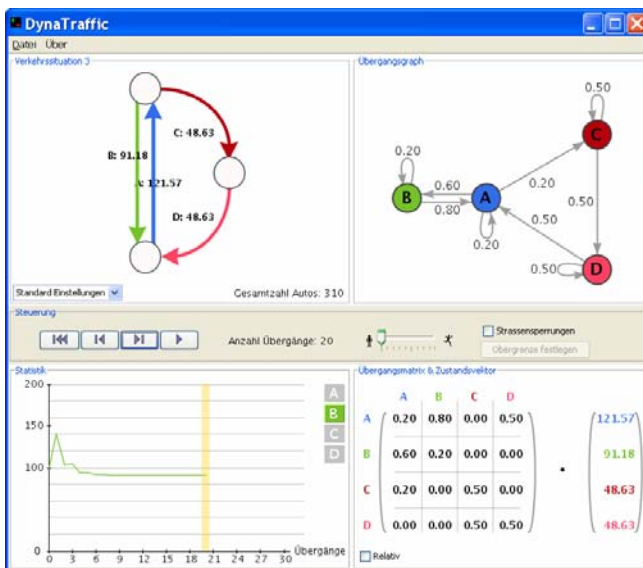 DynaTraffic
Datei Über
Verkehrssituation 3
C: 48.63
B: 91.18
A: 121.57
D: 48.63
Standard Einstellungen
Gesamtzahl Autos: 310
Übergangsgraph
0.50
C
0.20
0.60
0.20
B
A
0.80
0.50
0.50
0.20
0.50
D
Steuerung
Anzahl Übergänge: 20
Strassensperrungen
Obergrenze festlegen
Statistik
200
150
100
50
0
0 3 6 9 12 15 18 21 24 27 30
Übergänge
A
B
C
D
Übergangsmatrix & Zustandsvektor
A B C D
A 0.20 0.80 0.00 0.50 121.57
B 0.60 0.20 0.00 0.00 91.18
C 0.20 0.00 0.50 0.00 48.63
D 0.00 0.00 0.50 0.50 48.63
Relativ